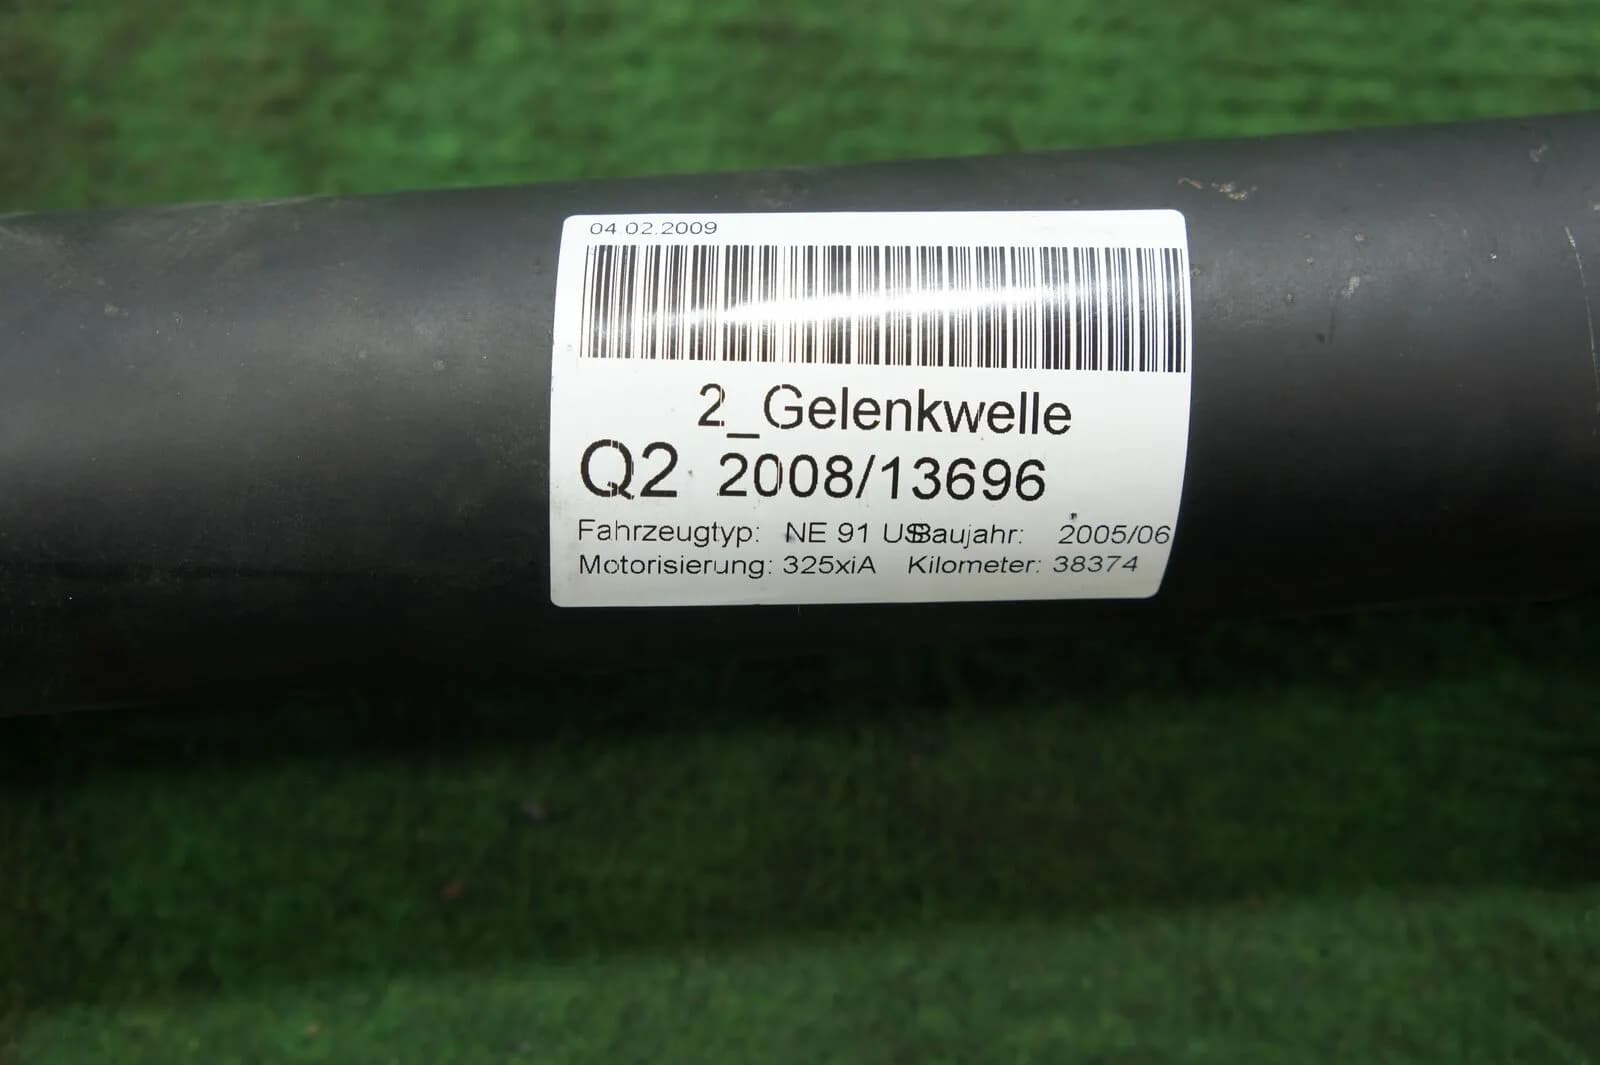 04.02.2009
2_Gelenkwelle
Q2 2008/13696
Fahrzeugtyp: NE 91 US Baujahr: 2005/06
Motorisierung: 325xiA Kilometer: 38374